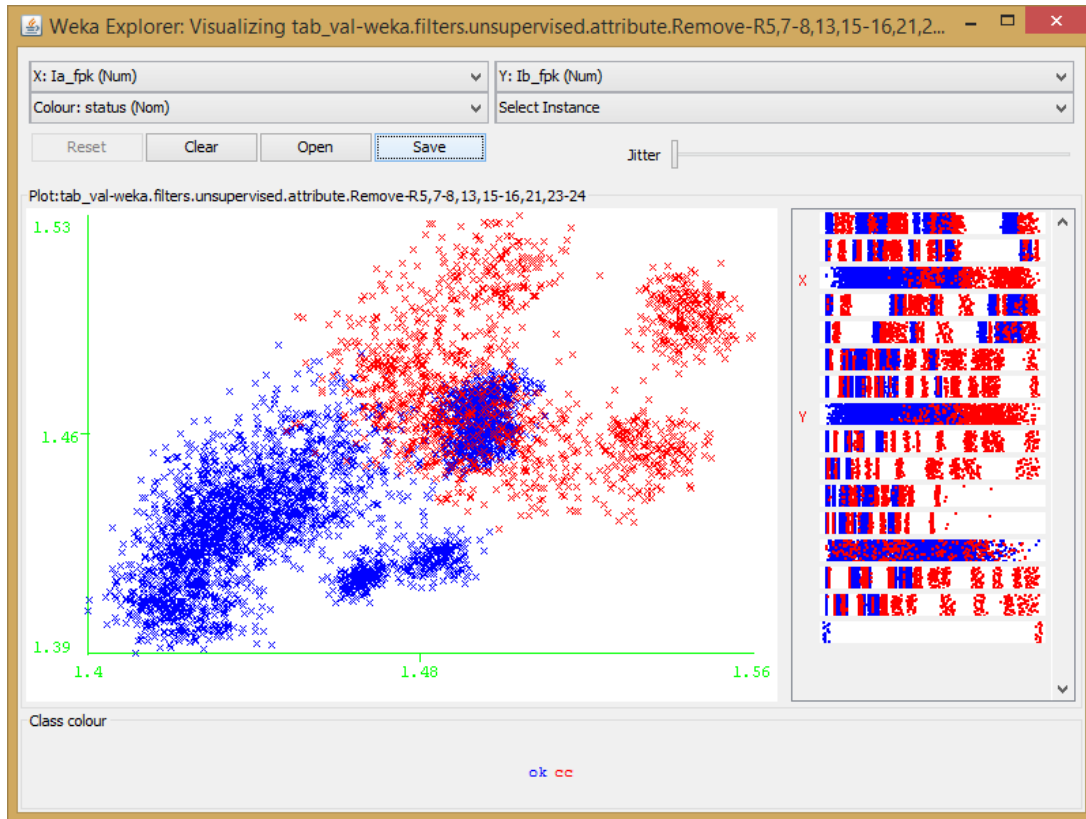 Weka Explorer: Visualizing tab_val-weka.filters.unsupervised.attribute.Remove-R5,7-8,13,15-16,21,2...
X: Ia_fpk (Num)
Y: Ib_fpk (Num)
Colour: status (Nom)
Select Instance
Reset Clear Open Save
Jitter
Plot:tab_val-weka.filters.unsupervised.attribute.Remove-R5,7-8,13,15-16,21,23-24
1.53
1.46
1.39
1.4 1.48 1.56
X
Y
Class colour
ok cc